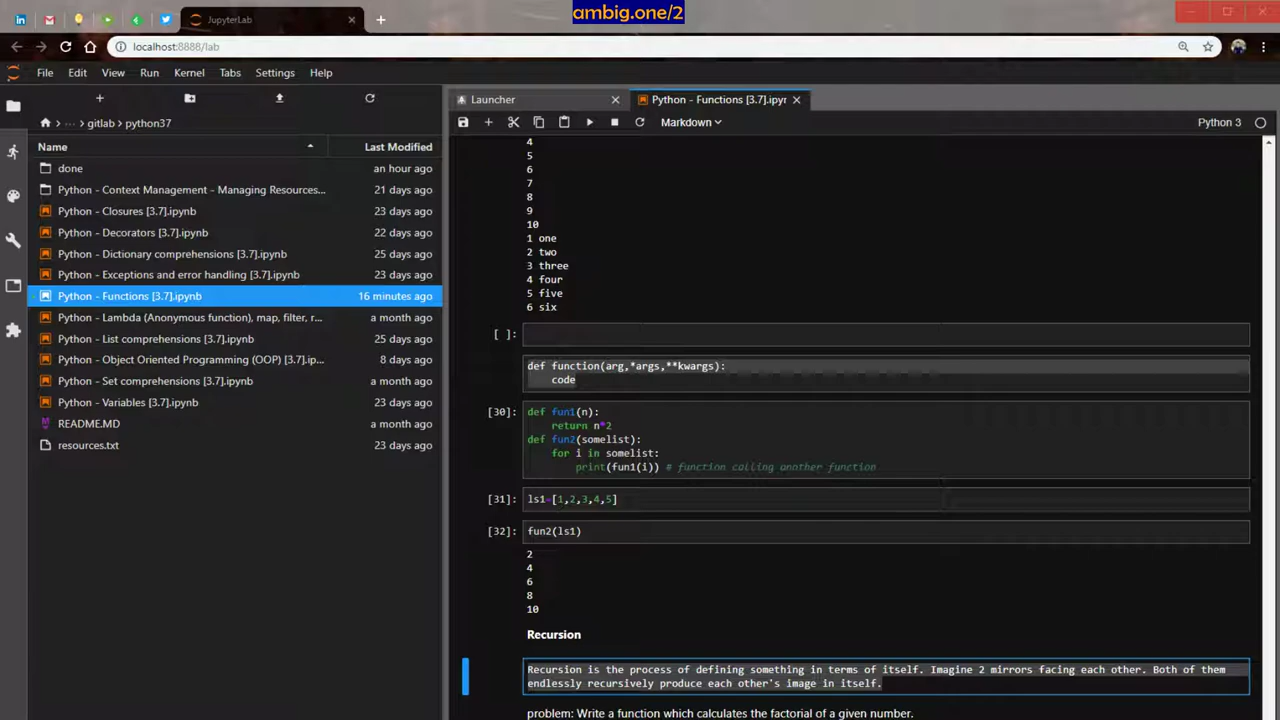 ambig.one/2
JupyterLab
localhost:8888/lab
File Edit View Run Kernel Tabs Settings Help
Launcher
Python - Functions [3.7].ipyr
gitlab > python37
Markdown
Python 3
Name Last Modified
done an hour ago
Python - Context Management - Managing Resources... 21 days ago
Python - Closures [3.7].ipynb 23 days ago
Python - Decorators [3.7].ipynb 22 days ago
Python - Dictionary comprehensions [3.7].ipynb 25 days ago
Python - Exceptions and error handling [3.7].ipynb 23 days ago
Python - Functions [3.7].ipynb 16 minutes ago
Python - Lambda (Anonymous function), map, filter, r... a month ago
Python - List comprehensions [3.7].ipynb 25 days ago
Python - Object Oriented Programming (OOP) [3.7].ip... 8 days ago
Python - Set comprehensions [3.7].ipynb a month ago
Python - Variables [3.7].ipynb 23 days ago
README.MD a month ago
resources.txt 23 days ago
4
5
6
7
8
9
10
1 one
2 two
3 three
4 four
5 five
6 six
[ ]:
def function(arg,*args,**kwargs):
code
[30]: def fun1(n):
return n*2
def fun2(somelist):
for i in somelist:
print(fun1(i)) # function calling another function
[31]: ls1=[1,2,3,4,5]
[32]: fun2(ls1)
2
4
6
8
10
Recursion
Recursion is the process of defining something in terms of itself. Imagine 2 mirrors facing each other. Both of them
endlessly recursively produce each other's image in itself.
problem: Write a function which calculates the factorial of a given number.